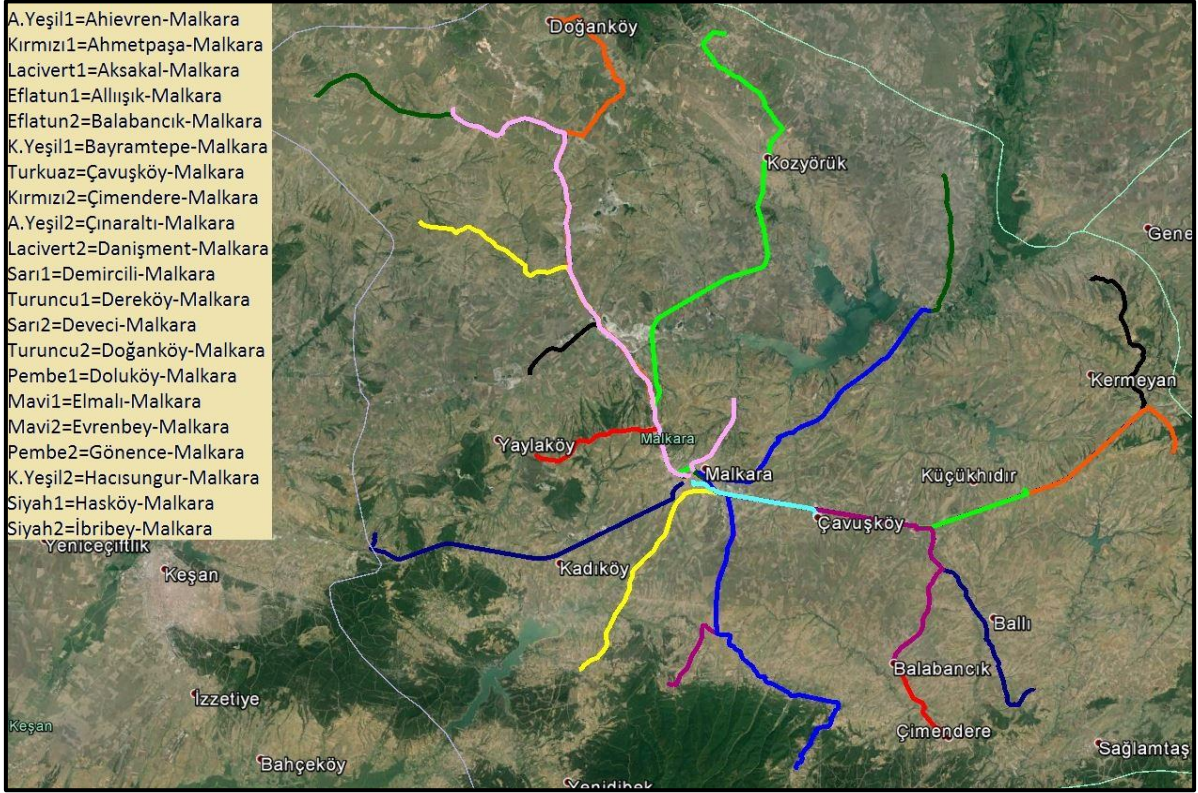 A.Yeşil1=Ahievren-Malkara
Kırmızı1=Ahmetpaşa-Malkara
Lacivert1=Aksakal-Malkara
Eflatun1=Allıışık-Malkara
Eflatun2=Balabancık-Malkara
K.Yeşil1=Bayramtepe-Malkara
Turkuaz=Çavuşköy-Malkara
Kırmızı2=Çimendere-Malkara
A.Yeşil2=Çınaraltı-Malkara
Lacivert2=Danişment-Malkara
Sarı1=Demircili-Malkara
Turuncu1=Dereköy-Malkara
Sarı2=Deveci-Malkara
Turuncu2=Doğanköy-Malkara
Pembe1=Doluköy-Malkara
Mavi1=Elmalı-Malkara
Mavi2=Evrenbey-Malkara
Pembe2=Gönence-Malkara
K.Yeşil2=Hacısungur-Malkara
Siyah1=Hasköy-Malkara
Siyah2=İbribey-Malkara
Doğanköy
Kozyörük
Gene
Kermeyan
Yaylaköy
Malkara
Malkara
Küçükhıdır
Çavuşköy
Yeniceçiftlik
Keşan
Kadıköy
Ballı
Balabancık
İzzetiye
Keşan
Çimendere
Sağlamtaş
Bahçeköy
Yenidibek